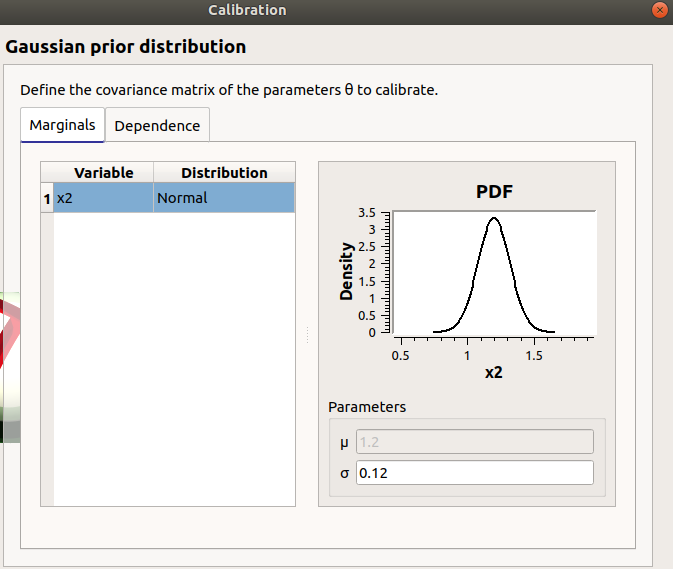 Calibration
Gaussian prior distribution
Define the covariance matrix of the parameters θ to calibrate.
Marginals Dependence
Variable Distribution
1 x2 Normal
PDF
3.5
3
2.5
2
1.5
1
0.5
0
Density
0.5 1 1.5
x2
Parameters
μ 1.2
σ 0.12